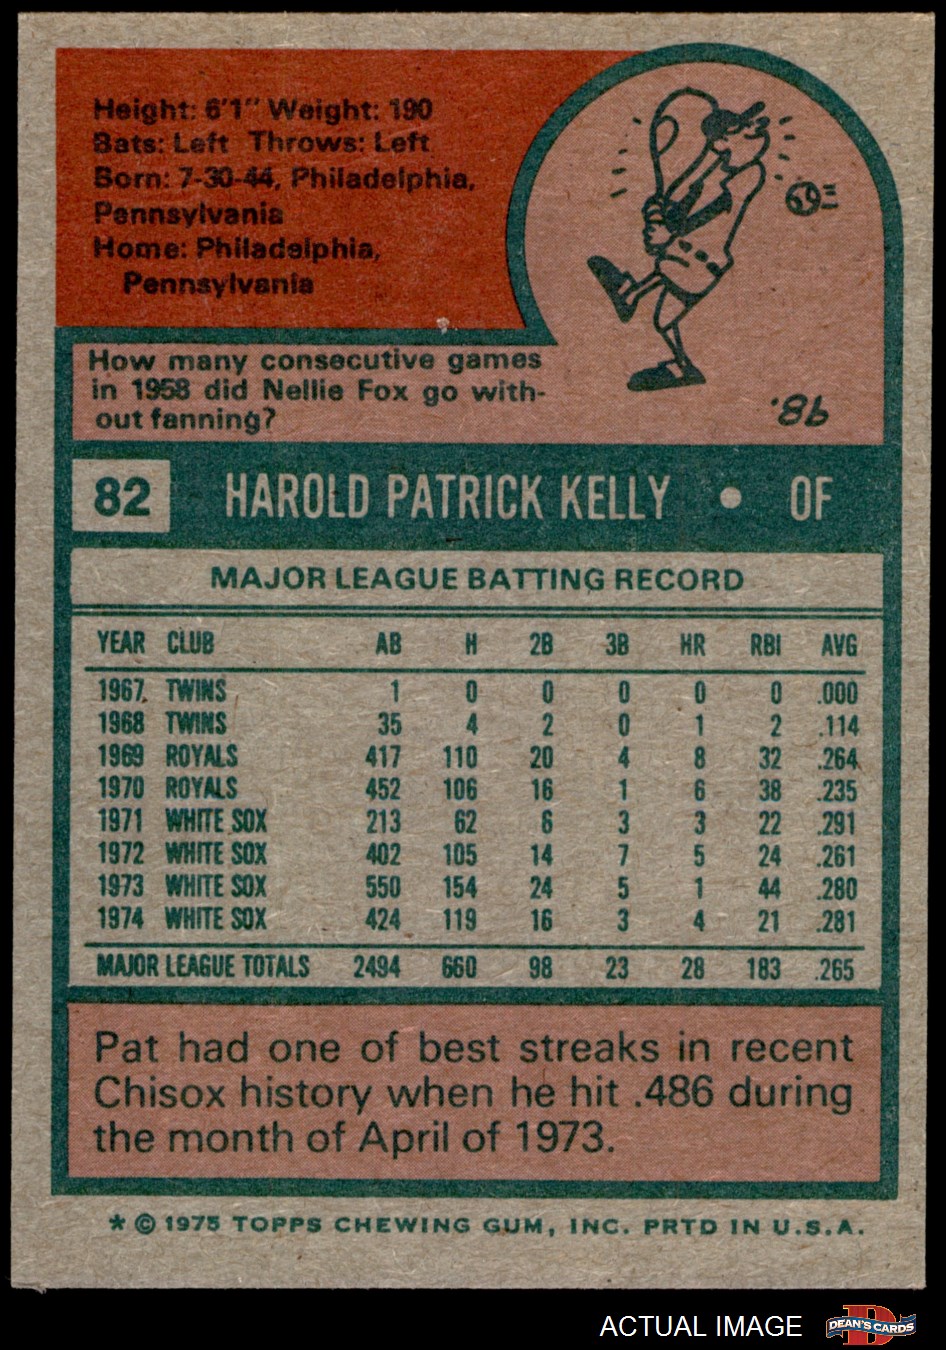 Height: 6'1" Weight: 190
Bats: Left Throws: Left
Born: 7-30-44, Philadelphia,
Pennsylvania
Home: Philadelphia,
Pennsylvania
How many consecutive games
in 1958 did Nellie Fox go with-
out fanning?
98.
82 HAROLD PATRICK KELLY • OF
MAJOR LEAGUE BATTING RECORD
YEAR CLUB AB H 2B 3B HR RBI AVG
1967 TWINS 1 0 0 0 0 0 .000
1968 TWINS 35 4 2 0 1 2 .114
1969 ROYALS 417 110 20 4 8 32 .264
1970 ROYALS 452 106 16 1 6 38 .235
1971 WHITE SOX 213 62 6 3 3 22 .291
1972 WHITE SOX 402 105 14 7 5 24 .261
1973 WHITE SOX 550 154 24 5 1 44 .280
1974 WHITE SOX 424 119 16 3 4 21 .281
MAJOR LEAGUE TOTALS 2494 660 98 23 28 183 .265
Pat had one of best streaks in recent
Chisox history when he hit .486 during
the month of April of 1973.
* © 1975 TOPPS CHEWING GUM, INC. PRTD IN U.S.A.
ACTUAL IMAGE DEAN'S CARDS